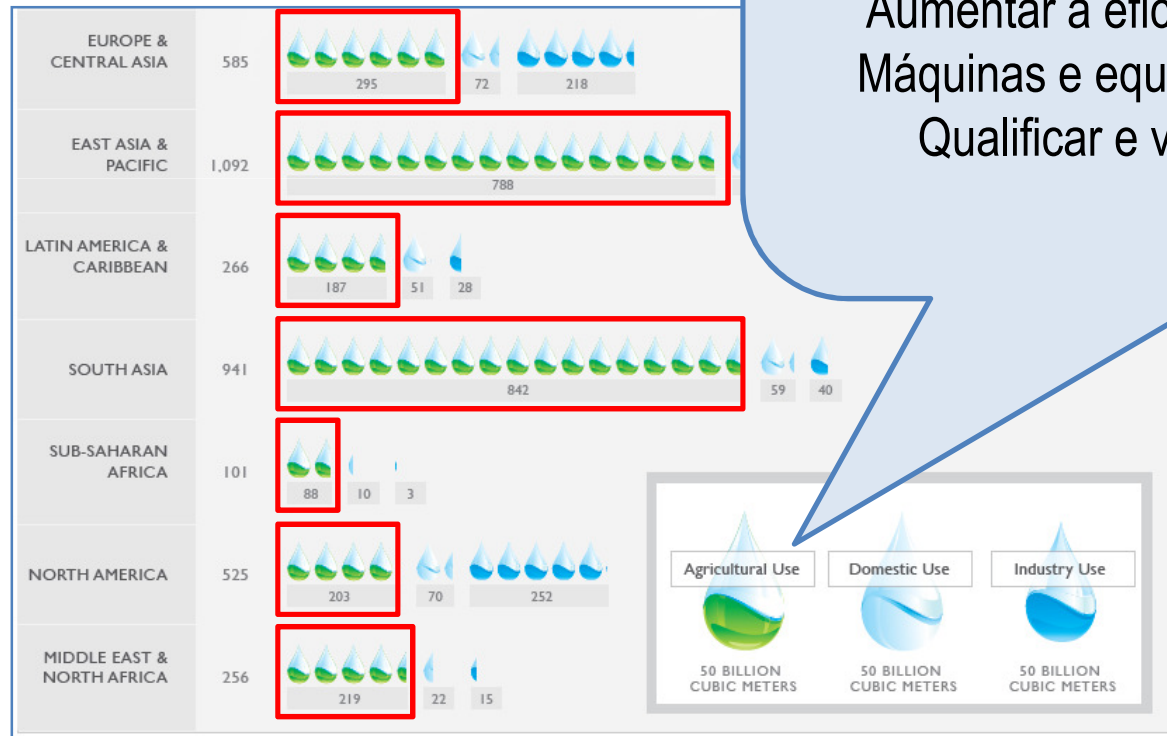 Aumentar a
Máquinas e
Qualificar e
EUROPE &
CENTRAL ASIA
585
295
72
218
EAST ASIA &
PACIFIC
1,092
788
LATIN AMERICA &
CARIBBEAN
266
187
51
28
SOUTH ASIA
941
842
59
40
SUB-SAHARAN
AFRICA
101
88
10
3
NORTH AMERICA
525
203
70
252
MIDDLE EAST &
NORTH AFRICA
256
219
22
15
Agricultural Use
Domestic Use
Industry Use
50 BILLION
CUBIC METERS
50 BILLION
CUBIC METERS
50 BILLION
CUBIC METERS